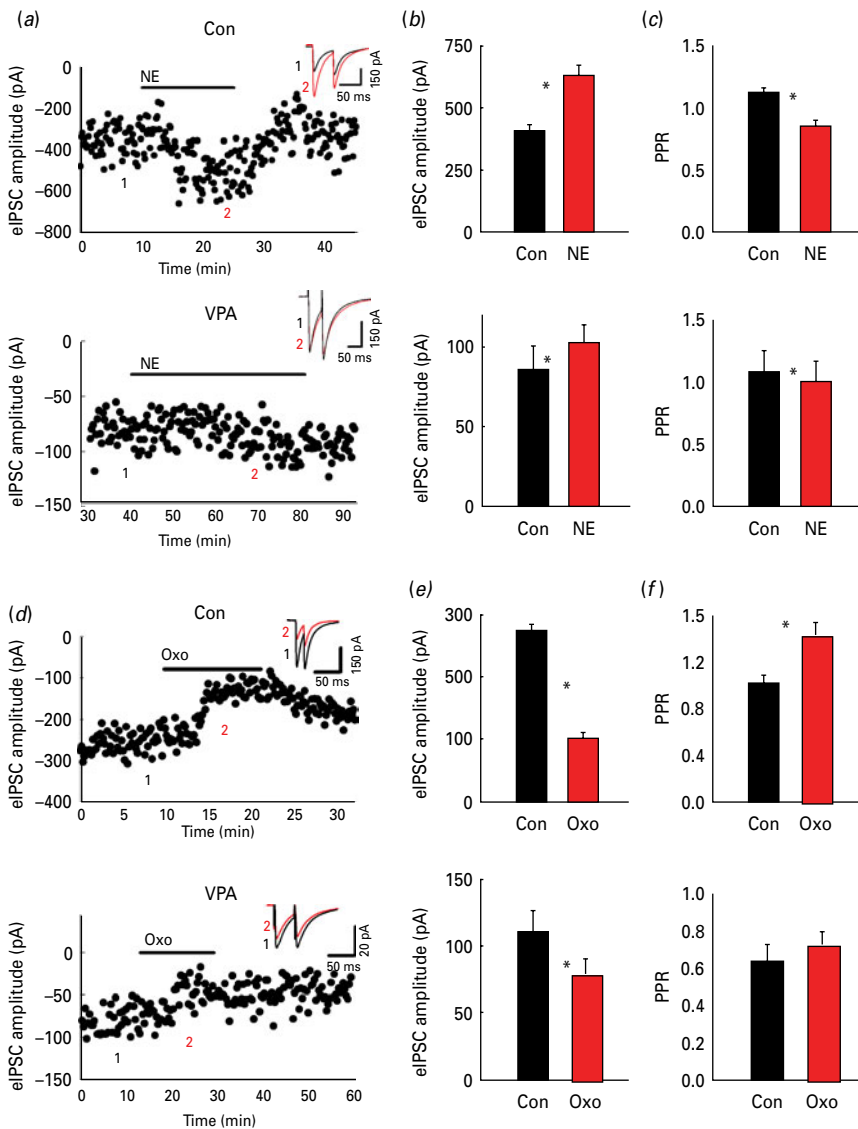 (a)
Con
NE
1
2
50 ms
150 pA
eIPSC amplitude (pA)
0
−200
−400
−600
−800
1
2
0
10
20
30
40
Time (min)
(b)
eIPSC amplitude (pA)
750
500
250
0
*
Con
NE
(c)
PPR
1.5
1.0
0.5
0.0
*
Con
NE
VPA
NE
1
2
50 ms
150 pA
eIPSC amplitude (pA)
0
−50
−100
−150
1
2
30
40
50
60
70
80
90
Time (min)
eIPSC amplitude (pA)
100
50
0
*
Con
NE
PPR
1.5
1.0
0.5
1.0
*
Con
NE
(d)
Con
Oxo
2
1
50 ms
150 pA
eIPSC amplitude (pA)
0
−100
−200
−300
−400
1
2
0
5
10
15
20
25
30
Time (min)
(e)
eIPSC amplitude (pA)
300
500
100
0
*
Con
Oxo
(f)
PPR
1.5
1.2
0.8
1.0
0.0
*
Con
Oxo
VPA
Oxo
2
1
50 ms
20 pA
eIPSC amplitude (pA)
0
−50
−100
−150
1
2
0
10
20
30
40
50
60
Time (min)
eIPSC amplitude (pA)
150
100
50
0
*
Con
Oxo
PPR
1.0
0.8
0.6
0.4
0.2
0.0
Con
Oxo